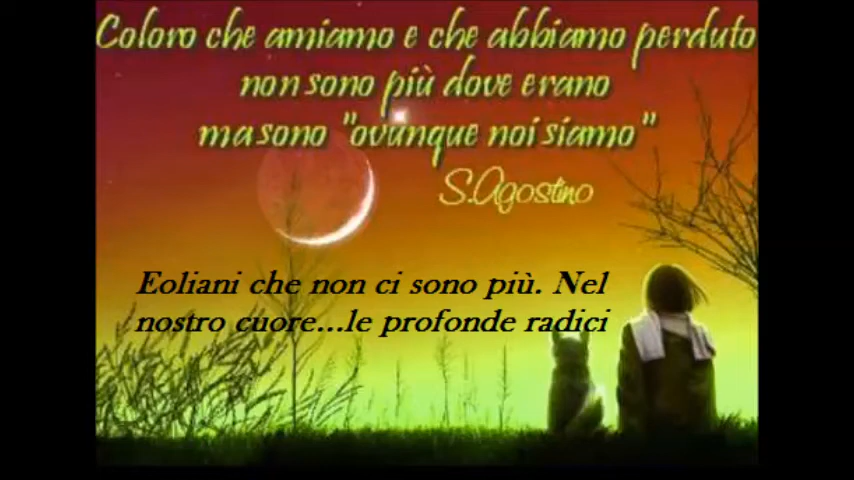 Coloro che amiamo e che abbiamo perduto
non sono più dove erano
ma sono "ovunque noi siamo"
S.Agostino
Eoliani che non ci sono più. Nel
nostro cuore...le profonde radici